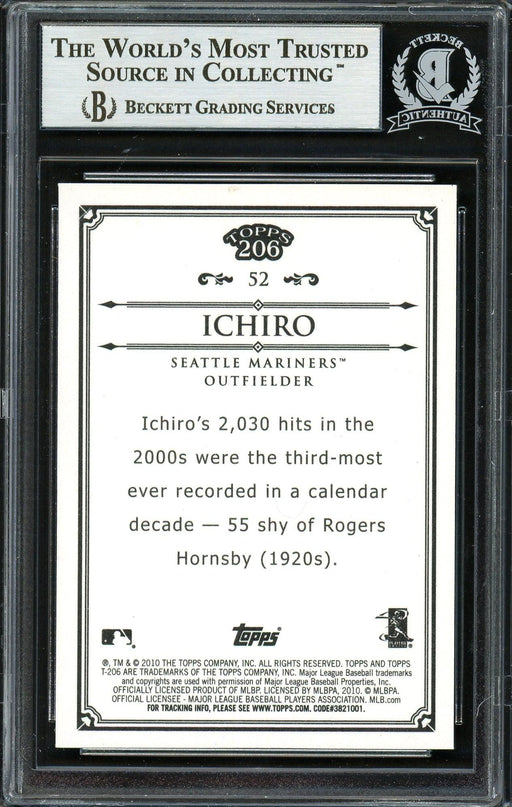 THE WORLD'S MOST TRUSTED
SOURCE IN COLLECTING™
B BECKETT GRADING SERVICES
BECKETT
AUTHENTIC
TOPPS
206
52
ICHIRO
SEATTLE MARINERS™
OUTFIELDER
Ichiro's 2,030 hits in the
2000s were the third-most
ever recorded in a calendar
decade — 55 shy of Rogers
Hornsby (1920s).
Topps
®, TM & © 2010 THE TOPPS COMPANY, INC. ALL RIGHTS RESERVED. TOPPS AND TOPPS
T-206 ARE TRADEMARKS OF THE TOPPS COMPANY, INC. Major League Baseball trademarks
and copyrights are used with permission of Major League Baseball Properties, Inc.
OFFICIALLY LICENSED PRODUCT OF MLBP. LICENSED BY MLBPA, 2010. © MLBPA.
OFFICIAL LICENSEE - MAJOR LEAGUE BASEBALL PLAYERS ASSOCIATION. MLB.com
FOR TRACKING INFO, PLEASE SEE WWW.TOPPS.COM. CODE#3821001.